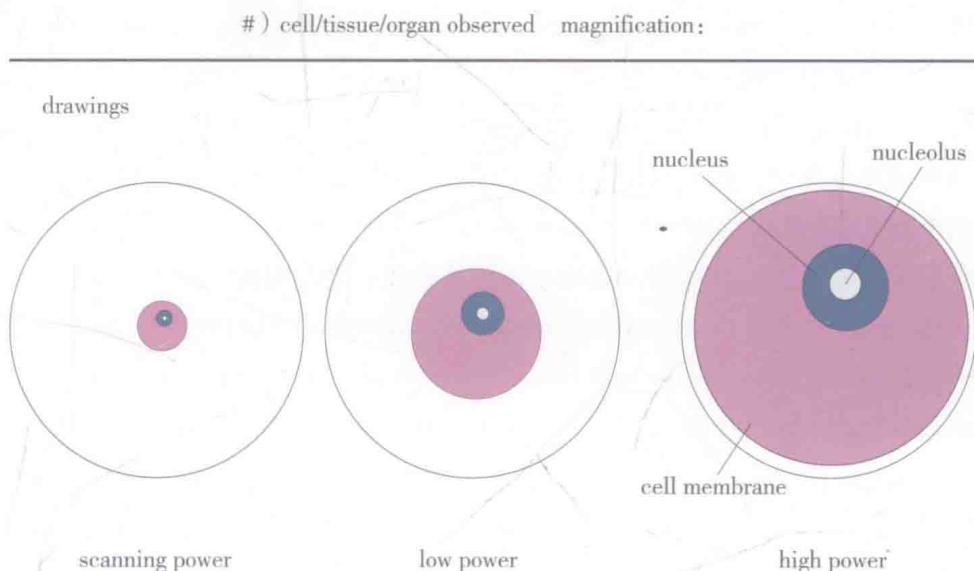 #) cell/tissue/organ observed magnification:
drawings
nucleus nucleolus
cell membrane
scanning power low power high power